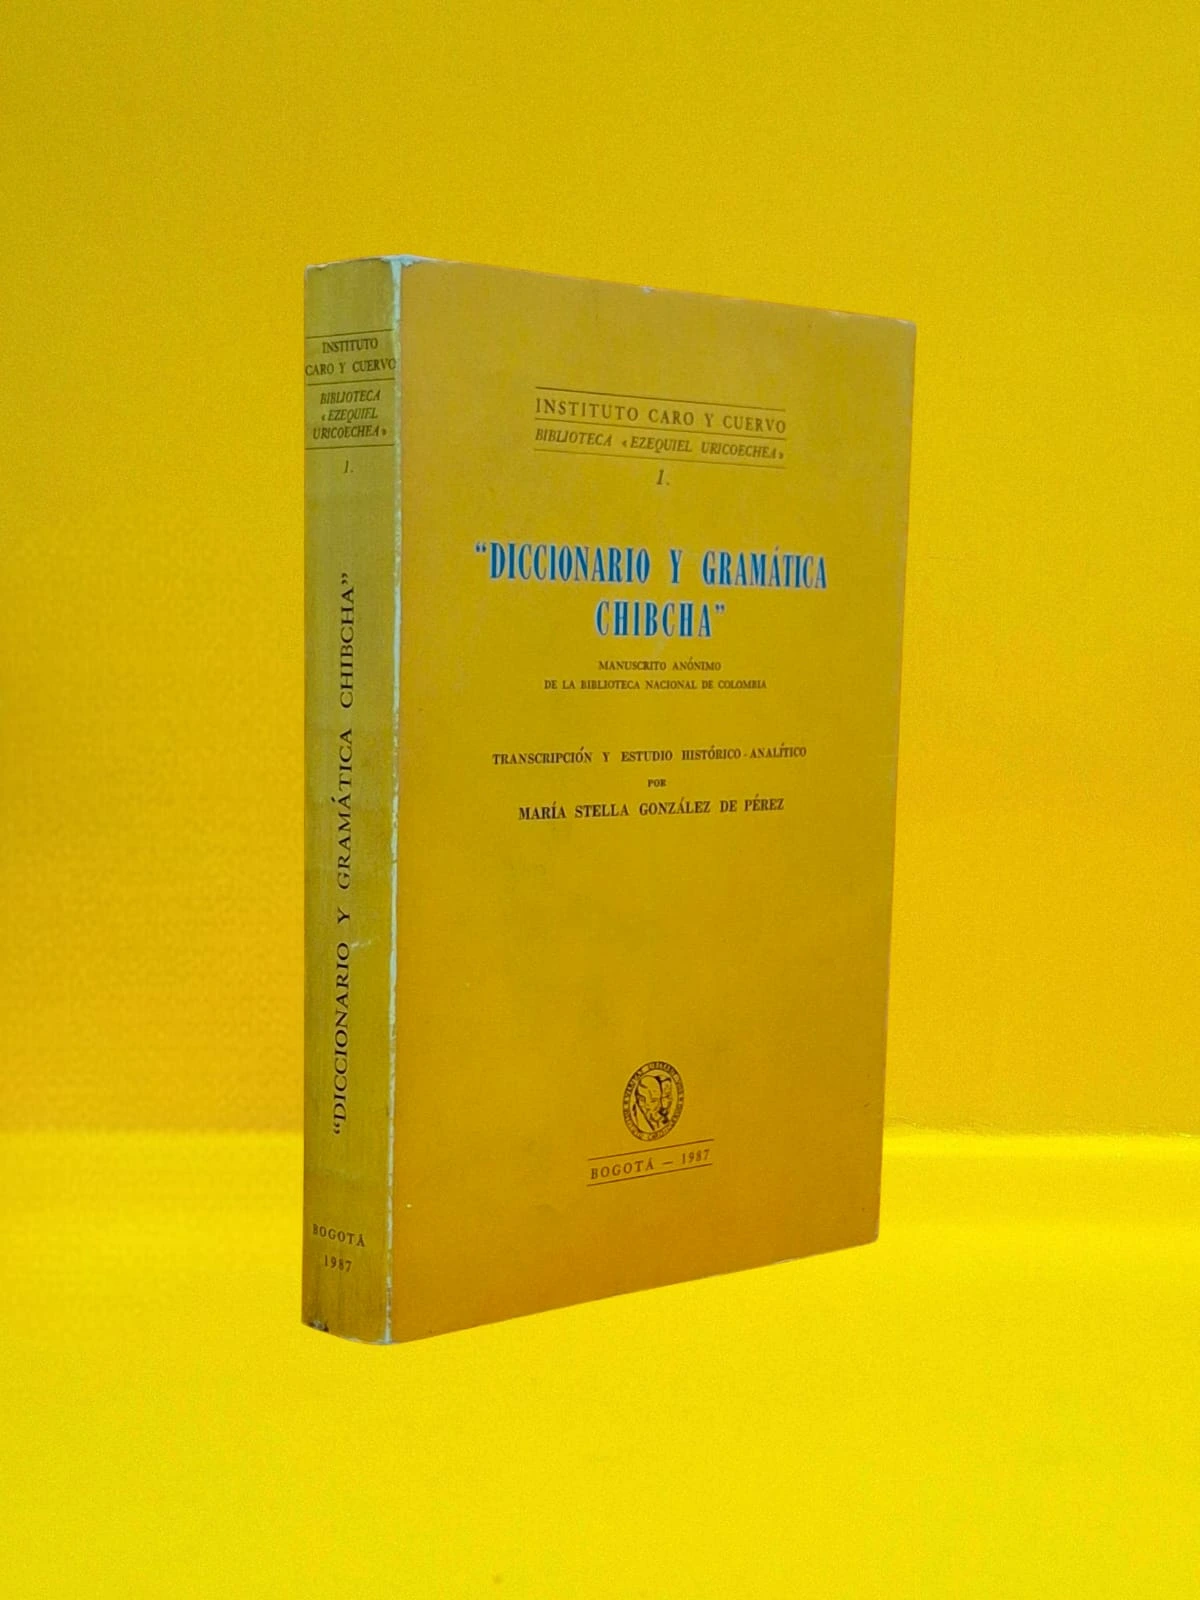 INSTITUTO
CARO Y CUERVO
BIBLIOTECA
«EZEQUIEL
URICOECHEA»
1.
“DICCIONARIO Y GRAMÁTICA CHIBCHA”
BOGOTÁ
1987
INSTITUTO CARO Y CUERVO
BIBLIOTECA «EZEQUIEL URICOECHEA»
1.
“DICCIONARIO Y GRAMÁTICA
CHIBCHA”
MANUSCRITO ANÓNIMO
DE LA BIBLIOTECA NACIONAL DE COLOMBIA
TRANSCRIPCIÓN Y ESTUDIO HISTÓRICO-ANALÍTICO
POR
MARÍA STELLA GONZÁLEZ DE PÉREZ
BOGOTÁ — 1987